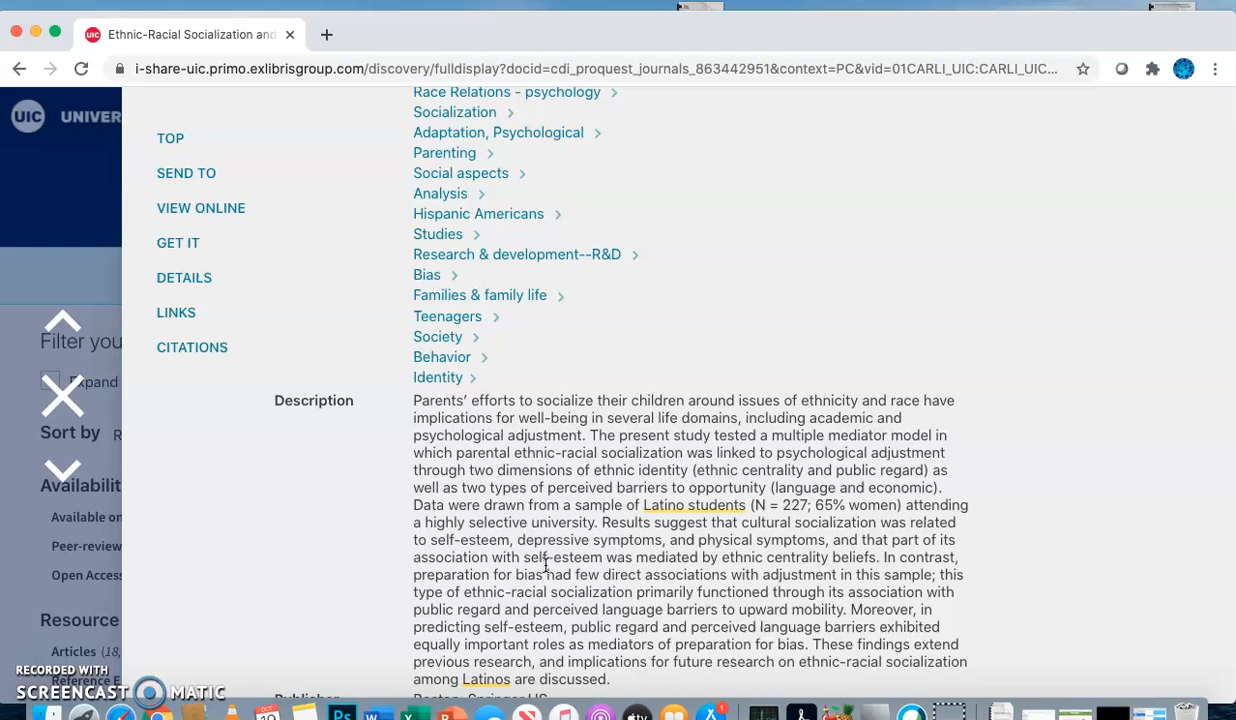 UIC
Ethnic-Racial Socialization and
i-share-uic.primo.exlibrisgroup.com/discovery/fulldisplay?docid=cdi_proquest_journals_863442951&context=PC&vid=01CARLI_UIC:CARLI_UIC...
UIC UNIVER
Race Relations - psychology
Socialization
Adaptation, Psychological
Parenting
Social aspects
Analysis
Hispanic Americans
Studies
Research & development--R&D
Bias
Families & family life
Teenagers
Society
Behavior
Identity
TOP
SEND TO
VIEW ONLINE
GET IT
DETAILS
LINKS
CITATIONS
Filter you
Expand
Sort by R
Availabili
Available on
Peer-review
Open Access
Resource
Articles (18,
Reference E
Description
Parents' efforts to socialize their children around issues of ethnicity and race have
implications for well-being in several life domains, including academic and
psychological adjustment. The present study tested a multiple mediator model in
which parental ethnic-racial socialization was linked to psychological adjustment
through two dimensions of ethnic identity (ethnic centrality and public regard) as
well as two types of perceived barriers to opportunity (language and economic).
Data were drawn from a sample of Latino students (N = 227; 65% women) attending
a highly selective university. Results suggest that cultural socialization was related
to self-esteem, depressive symptoms, and physical symptoms, and that part of its
association with self-esteem was mediated by ethnic centrality beliefs. In contrast,
preparation for bias had few direct associations with adjustment in this sample; this
type of ethnic-racial socialization primarily functioned through its association with
public regard and perceived language barriers to upward mobility. Moreover, in
predicting self-esteem, public regard and perceived language barriers exhibited
equally important roles as mediators of preparation for bias. These findings extend
previous research, and implications for future research on ethnic-racial socialization
among Latinos are discussed.
Publisher
Boston: Springer US
RECORDED WITH
SCREENCAST MATIC
OCT
Ps
tv
1